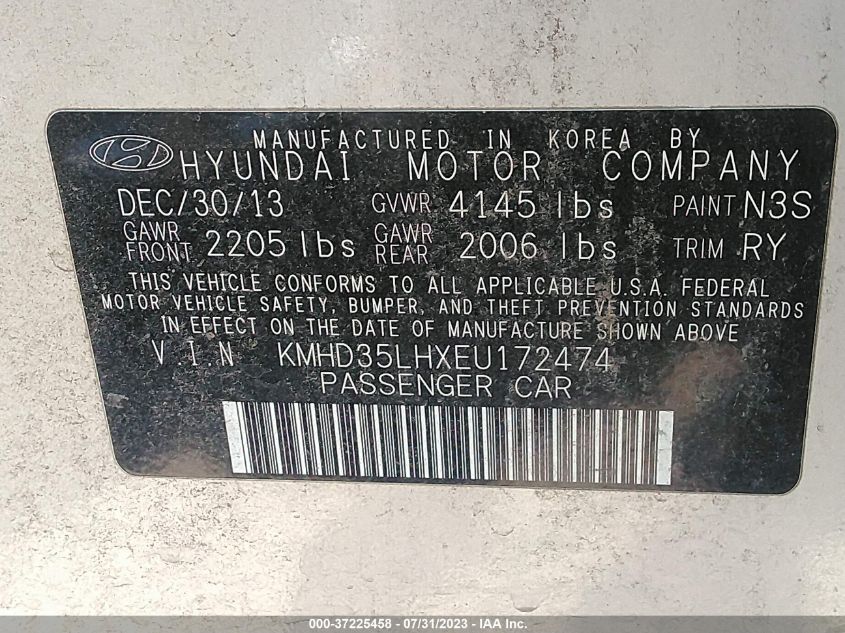 MANUFACTURED IN KOREA BY
HYUNDAI MOTOR COMPANY
DEC/30/13 GVWR 4145 lbs PAINT N3S
GAWR FRONT 2205 lbs GAWR REAR 2006 lbs TRIM RY
THIS VEHICLE CONFORMS TO ALL APPLICABLE U.S.A. FEDERAL
MOTOR VEHICLE SAFETY, BUMPER, AND THEFT PREVENTION STANDARDS
IN EFFECT ON THE DATE OF MANUFACTURE SHOWN ABOVE
V.I.N KMHD35LHXEU172474
PASSENGER CAR
000-37225458 - 07/31/2023 - IAA Inc.